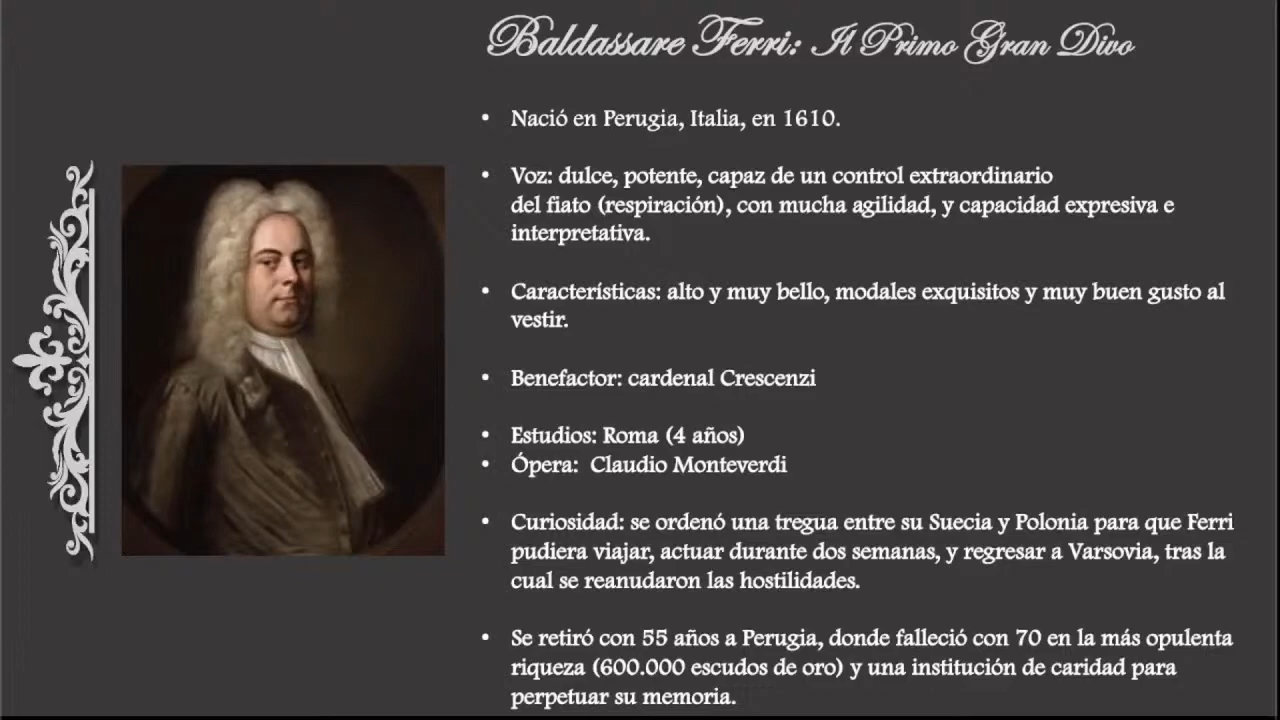 Baldassare Ferri: Il Primo Gran Divo
• Nació en Perugia, Italia, en 1610.
• Voz: dulce, potente, capaz de un control extraordinario
del fiato (respiración), con mucha agilidad, y capacidad expresiva e
interpretativa.
• Características: alto y muy bello, modales exquisitos y muy buen gusto al
vestir.
• Benefactor: cardenal Crescenzi
• Estudios: Roma (4 años)
• Ópera: Claudio Monteverdi
• Curiosidad: se ordenó una tregua entre su Suecia y Polonia para que Ferri
pudiera viajar, actuar durante dos semanas, y regresar a Varsovia, tras la
cual se reanudaron las hostilidades.
• Se retiró con 55 años a Perugia, donde falleció con 70 en la más opulenta
riqueza (600.000 escudos de oro) y una institución de caridad para
perpetuar su memoria.